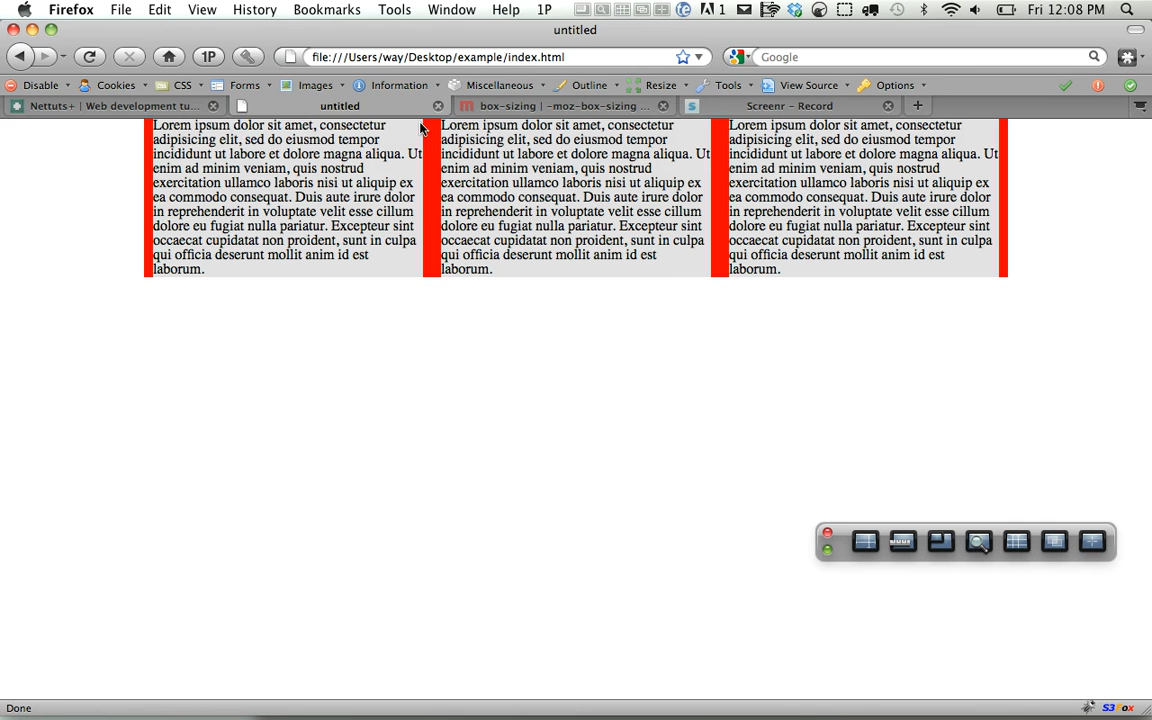 Firefox File Edit View History Bookmarks Tools Window Help 1P 1 Fri 12:08 PM
untitled
1P file:///Users/way/Desktop/example/index.html Google
Disable Cookies CSS Forms Images Information Miscellaneous Outline Resize Tools View Source Options
Nettuts+ | Web development tu... untitled box-sizing | -moz-box-sizing ... Screenr - Record
Lorem ipsum dolor sit amet, consectetur
adipisicing elit, sed do eiusmod tempor
incididunt ut labore et dolore magna aliqua. Ut
enim ad minim veniam, quis nostrud
exercitation ullamco laboris nisi ut aliquip ex
ea commodo consequat. Duis aute irure dolor
in reprehenderit in voluptate velit esse cillum
dolore eu fugiat nulla pariatur. Excepteur sint
occaecat cupidatat non proident, sunt in culpa
qui officia deserunt mollit anim id est
laborum.
Lorem ipsum dolor sit amet, consectetur
adipisicing elit, sed do eiusmod tempor
incididunt ut labore et dolore magna aliqua. Ut
enim ad minim veniam, quis nostrud
exercitation ullamco laboris nisi ut aliquip ex
ea commodo consequat. Duis aute irure dolor
in reprehenderit in voluptate velit esse cillum
dolore eu fugiat nulla pariatur. Excepteur sint
occaecat cupidatat non proident, sunt in culpa
qui officia deserunt mollit anim id est
laborum.
Lorem ipsum dolor sit amet, consectetur
adipisicing elit, sed do eiusmod tempor
incididunt ut labore et dolore magna aliqua. Ut
enim ad minim veniam, quis nostrud
exercitation ullamco laboris nisi ut aliquip ex
ea commodo consequat. Duis aute irure dolor
in reprehenderit in voluptate velit esse cillum
dolore eu fugiat nulla pariatur. Excepteur sint
occaecat cupidatat non proident, sunt in culpa
qui officia deserunt mollit anim id est
laborum.
Done S3Fox